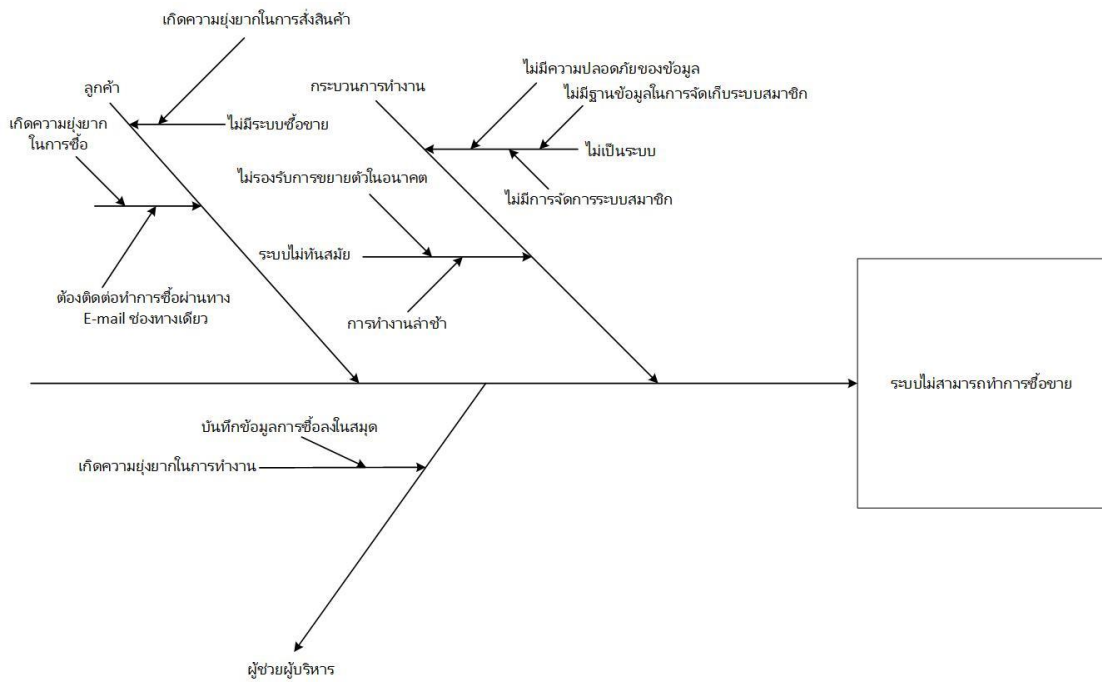 เกิดความยุ่งยากในการสั่งสินค้า
ลูกค้า
กระบวนการทำงาน
ไม่มีความปลอดภัยของข้อมูล
ไม่มีฐานข้อมูลในการจัดเก็บระบบสมาชิก
เกิดความยุ่งยาก
ในการซื้อ
ไม่มีระบบซื้อขาย
ไม่เป็นระบบ
ไม่รองรับการขยายตัวในอนาคต
ไม่มีการจัดการระบบสมาชิก
ระบบไม่ทันสมัย
ต้องติดต่อทำการซื้อผ่านทาง
E-mail ช่องทางเดียว
การทำงานล่าช้า
ระบบไม่สามารถทำการซื้อขาย
บันทึกข้อมูลการซื้อลงในสมุด
เกิดความยุ่งยากในการทำงาน
ผู้ช่วยผู้บริหาร